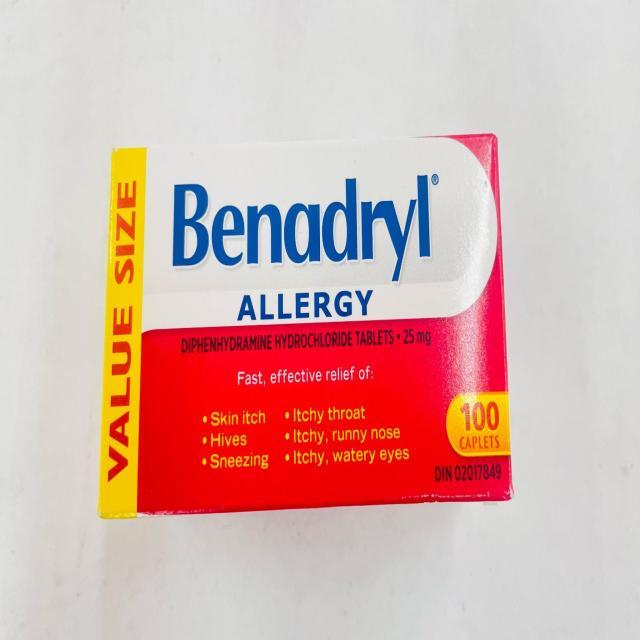 VALUE SIZE
Benadryl®
ALLERGY
DIPHENHYDRAMINE HYDROCHLORIDE TABLETS • 25 mg
Fast, effective relief of:
• Skin itch • Itchy throat
• Hives • Itchy, runny nose
• Sneezing • Itchy, watery eyes
100
CAPLETS
DIN 02017849